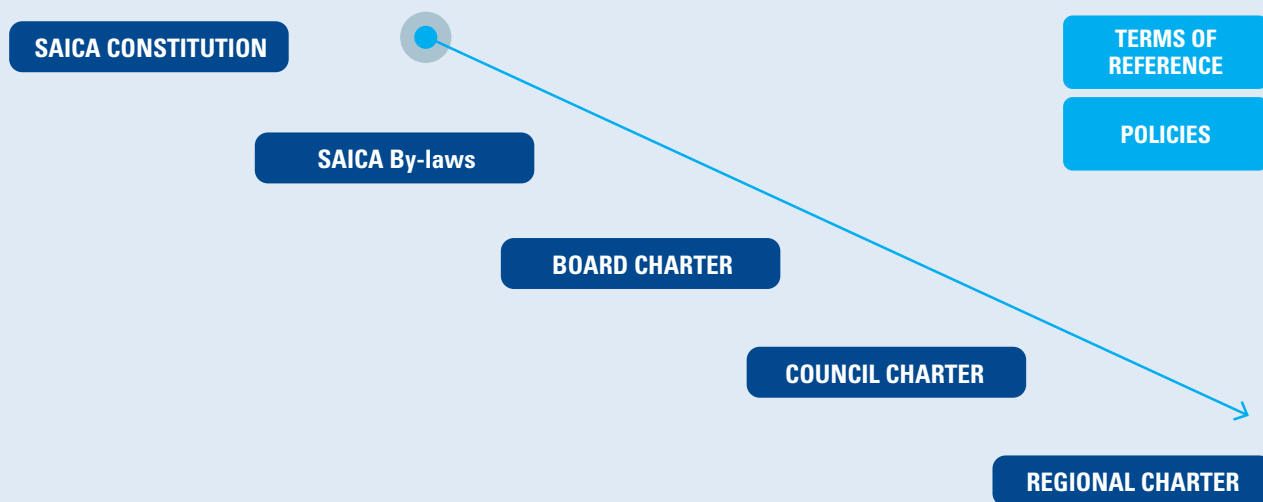 SAICA CONSTITUTION
TERMS OF
REFERENCE
POLICIES
SAICA By-laws
BOARD CHARTER
COUNCIL CHARTER
REGIONAL CHARTER